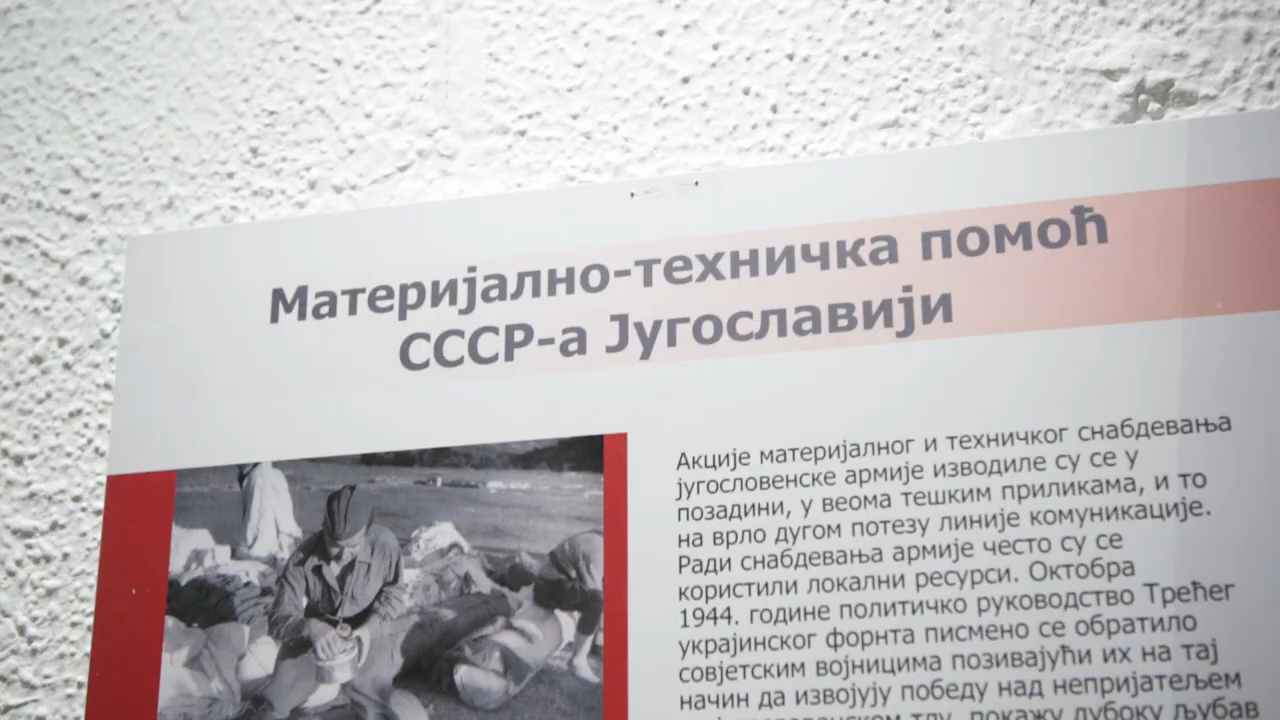 Материјално-техничка помоћ
СССР-а Југославији
Акције материјалног и техничког снабдевања
југословенске армије изводиле су се у
позадини, у веома тешким приликама, и то
на врло дугом потезу линије комуникације.
Ради снабдевања армије често су се
користили локални ресурси. Октобра
1944. године политичко руководство Трећег
украјинског форнта писмено се обратило
совјетским војницима позивајући их на тај
начин да извојују победу над непријатељем
тлу, покажу дубоку љубав